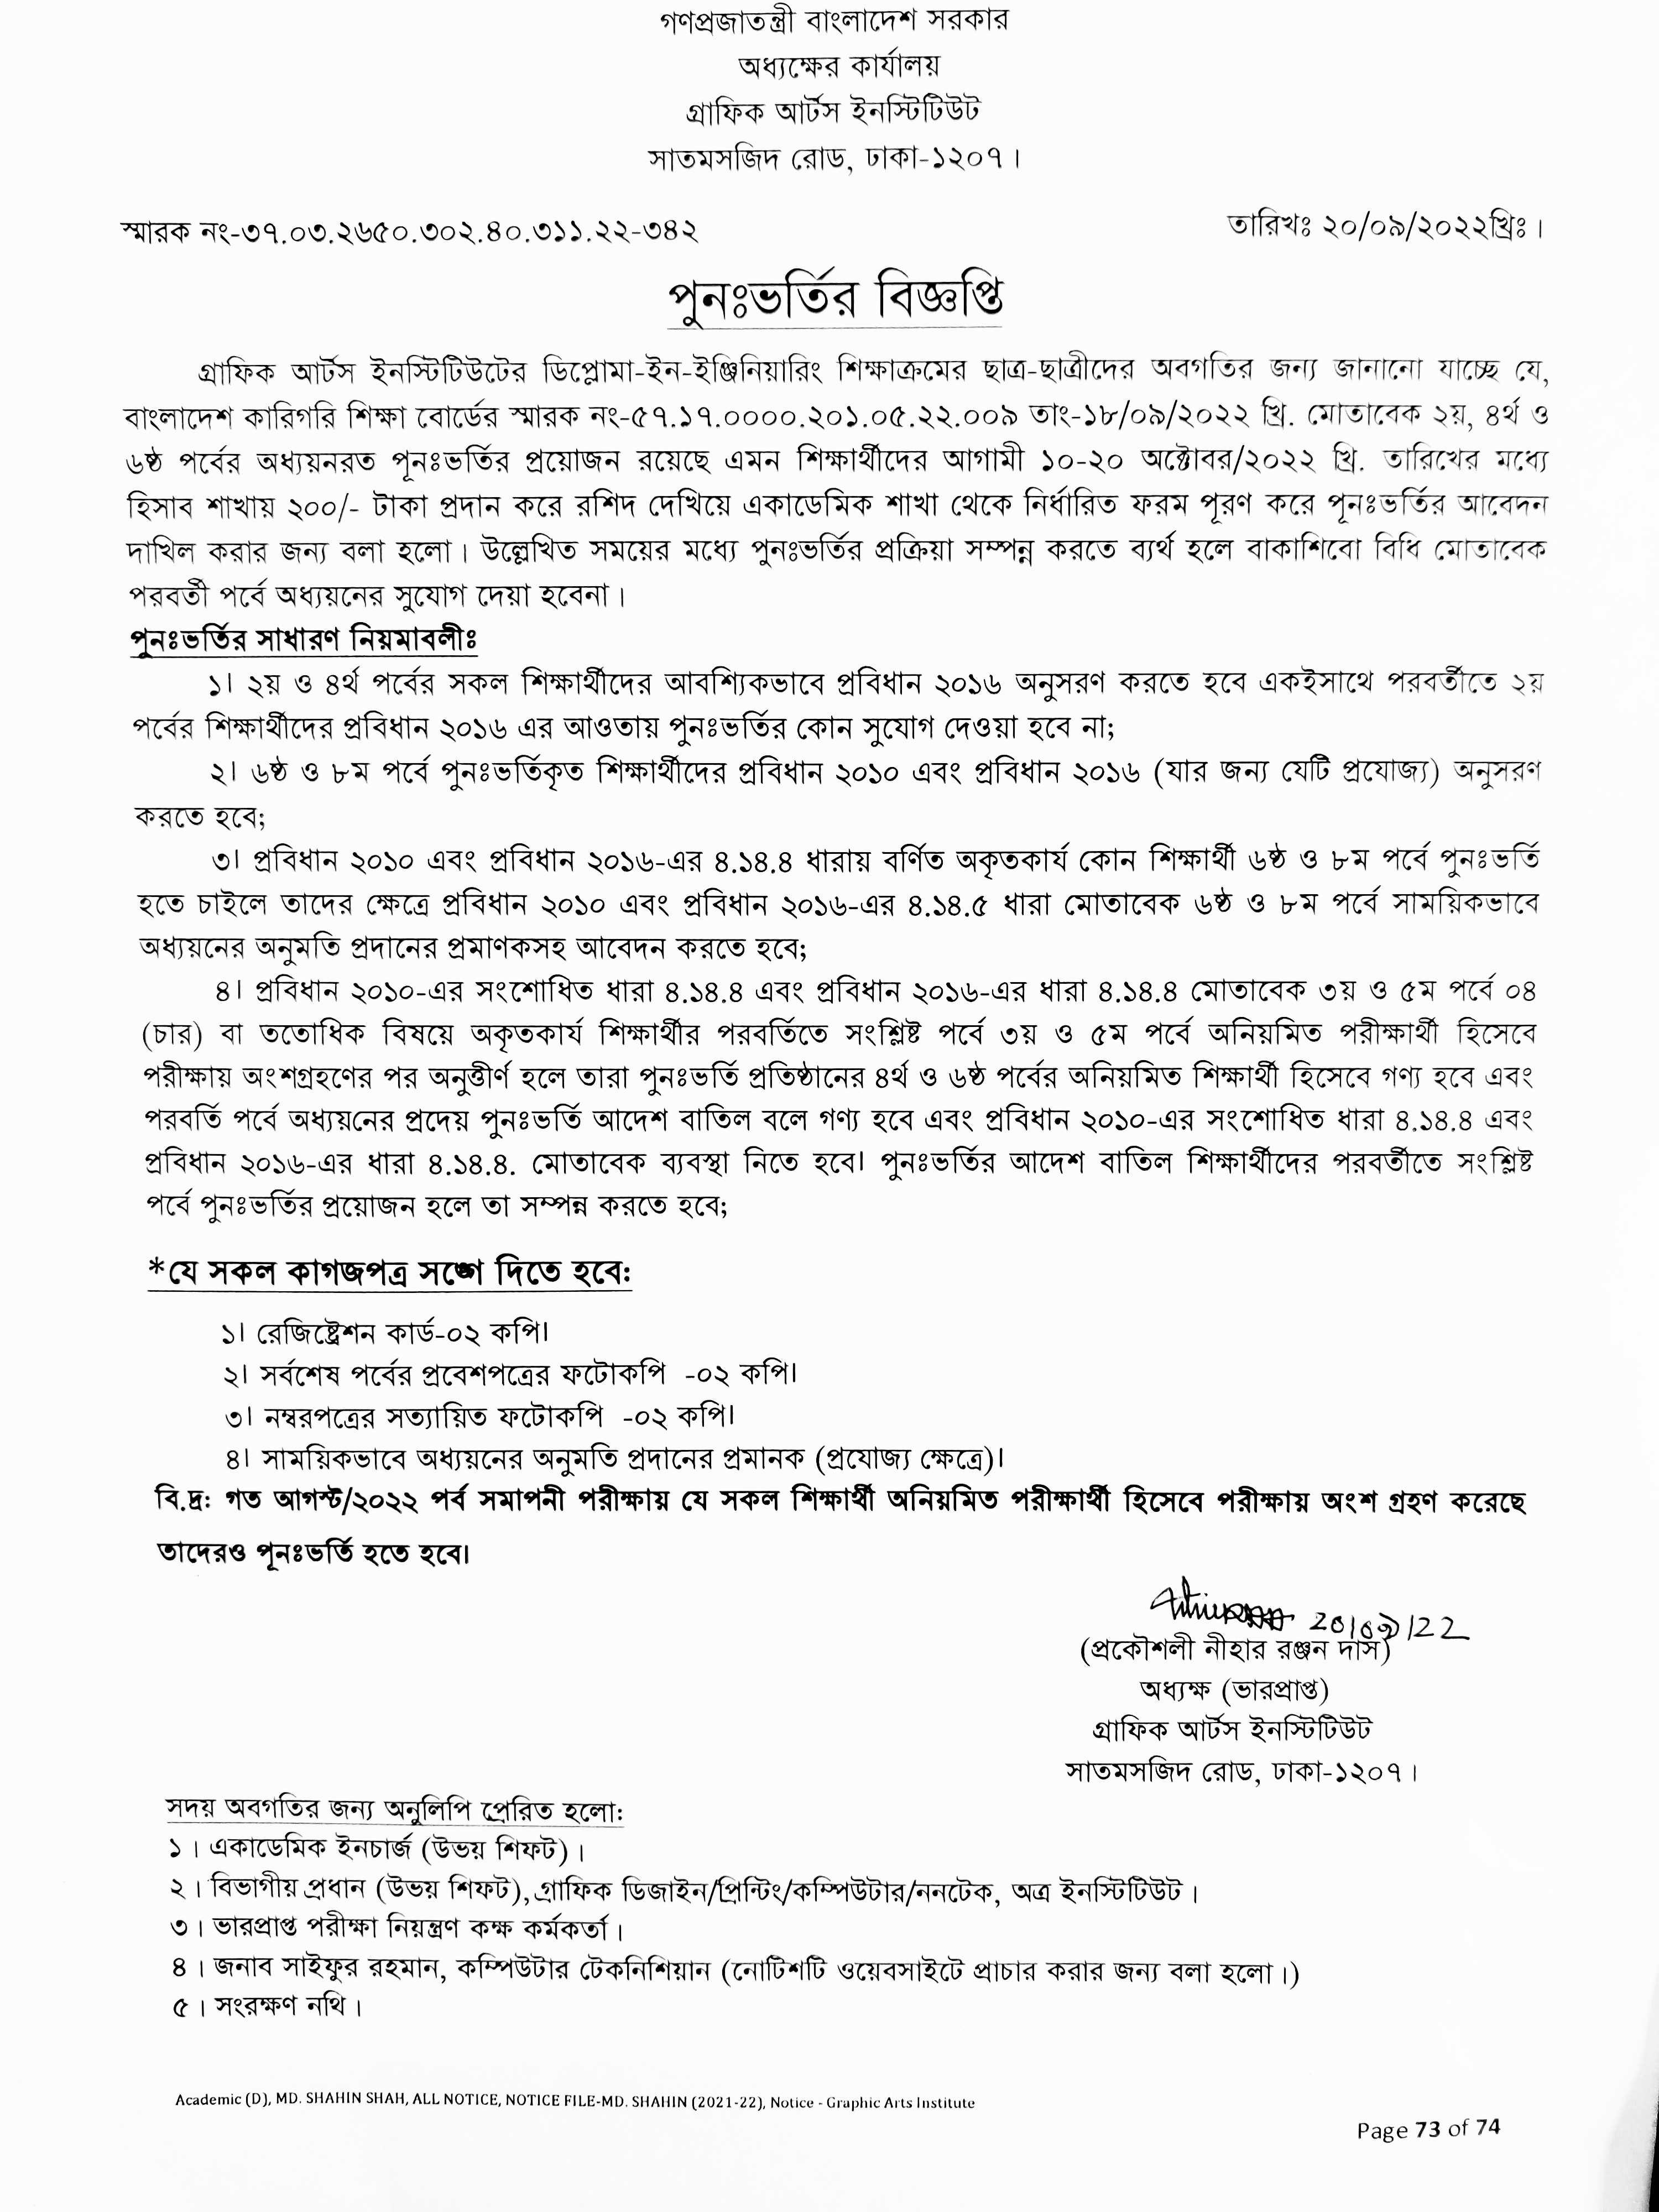 গণপ্রজাতন্ত্রী বাংলাদেশ সরকার
অধ্যক্ষের কার্যালয়
গ্রাফিক আর্টস ইনস্টিটিউট
সাতমসজিদ রোড, ঢাকা-১২০৭।
স্মারক নং-৩৭.০৩.২৬৫০.৩০২.৪০.৩১১.২২-৩৪২
তারিখঃ ২০/০৯/২০২২খ্রিঃ।
পুনঃভর্তির বিজ্ঞপ্তি
গ্রাফিক আর্টস ইনস্টিটিউটের ডিপ্লোমা-ইন-ইঞ্জিনিয়ারিং শিক্ষাক্রমের ছাত্র-ছাত্রীদের অবগতির জন্য জানানো যাচ্ছে যে,
বাংলাদেশ কারিগরি শিক্ষা বোর্ডের স্মারক নং-৫৭.১৭.০০০০.২০১.০৫.২২.০০৯ তাং-১৮/০৯/২০২২ খ্রি. মোতাবেক ২য়, ৪র্থ ও
৬ষ্ঠ পর্বের অধ্যয়নরত পূনঃভর্তির প্রয়োজন রয়েছে এমন শিক্ষার্থীদের আগামী ১০-২০ অক্টোবর/২০২২ খ্রি. তারিখের মধ্যে
হিসাব শাখায় ২০০/- টাকা প্রদান করে রশিদ দেখিয়ে একাডেমিক শাখা থেকে নির্ধারিত ফরম পূরণ করে পূনঃভর্তির আবেদন
দাখিল করার জন্য বলা হলো। উল্লেখিত সময়ের মধ্যে পুনঃভর্তির প্রক্রিয়া সম্পন্ন করতে ব্যর্থ হলে বাকাশিবো বিধি মোতাবেক
পরবর্তী পর্বে অধ্যয়নের সুযোগ দেয়া হবেনা।
পুনঃভর্তির সাধারণ নিয়মাবলীঃ
১। ২য় ও ৪র্থ পর্বের সকল শিক্ষার্থীদের আবশ্যিকভাবে প্রবিধান ২০১৬ অনুসরণ করতে হবে একইসাথে পরবর্তীতে ২য়
পর্বের শিক্ষার্থীদের প্রবিধান ২০১৬ এর আওতায় পুনঃভর্তির কোন সুযোগ দেওয়া হবে না;
২। ৬ষ্ঠ ও ৮ম পর্বে পুনঃভর্তিকৃত শিক্ষার্থীদের প্রবিধান ২০১০ এবং প্রবিধান ২০১৬ (যার জন্য যেটি প্রযোজ্য) অনুসরণ
করতে হবে;
৩। প্রবিধান ২০১০ এবং প্রবিধান ২০১৬-এর ৪.১৪.৪ ধারায় বর্ণিত অকৃতকার্য কোন শিক্ষার্থী ৬ষ্ঠ ও ৮ম পর্বে পুনঃভর্তি
হতে চাইলে তাদের ক্ষেত্রে প্রবিধান ২০১০ এবং প্রবিধান ২০১৬-এর ৪.১৪.৫ ধারা মোতাবেক ৬ষ্ঠ ও ৮ম পর্বে সাময়িকভাবে
অধ্যয়নের অনুমতি প্রদানের প্রমাণকসহ আবেদন করতে হবে;
৪। প্রবিধান ২০১০-এর সংশোধিত ধারা ৪.১৪.৪ এবং প্রবিধান ২০১৬-এর ধারা ৪.১৪.৪ মোতাবেক ৩য় ও ৫ম পর্বে ০৪
(চার) বা ততোধিক বিষয়ে অকৃতকার্য শিক্ষার্থীর পরবর্তিতে সংশ্লিষ্ট পর্বে ৩য় ও ৫ম পর্বে অনিয়মিত পরীক্ষার্থী হিসেবে
পরীক্ষায় অংশগ্রহণের পর অনুত্তীর্ণ হলে তারা পুনঃভর্তি প্রতিষ্ঠানের ৪র্থ ও ৬ষ্ঠ পর্বের অনিয়মিত শিক্ষার্থী হিসেবে গণ্য হবে এবং
পরবর্তি পর্বে অধ্যয়নের প্রদেয় পুনঃভর্তি আদেশ বাতিল বলে গণ্য হবে এবং প্রবিধান ২০১০-এর সংশোধিত ধারা ৪.১৪.৪ এবং
প্রবিধান ২০১৬-এর ধারা ৪.১৪.৪. মোতাবেক ব্যবস্থা নিতে হবে। পুনঃভর্তির আদেশ বাতিল শিক্ষার্থীদের পরবর্তীতে সংশ্লিষ্ট
পর্বে পুনঃভর্তির প্রয়োজন হলে তা সম্পন্ন করতে হবে;
*যে সকল কাগজপত্র সঙ্গে দিতে হবে:
১। রেজিষ্ট্রেশন কার্ড-০২ কপি।
২। সর্বশেষ পর্বের প্রবেশপত্রের ফটোকপি -০২ কপি।
৩। নম্বরপত্রের সত্যায়িত ফটোকপি -০২ কপি।
৪। সাময়িকভাবে অধ্যয়নের অনুমতি প্রদানের প্রমানক (প্রযোজ্য ক্ষেত্রে)।
বি.দ্র: গত আগস্ট/২০২২ পর্ব সমাপনী পরীক্ষায় যে সকল শিক্ষার্থী অনিয়মিত পরীক্ষার্থী হিসেবে পরীক্ষায় অংশ গ্রহণ করেছে
তাদেরও পূনঃভর্তি হতে হবে।
20/09/22
(প্রকৌশলী নীহার রঞ্জন দাস)
অধ্যক্ষ (ভারপ্রাপ্ত)
গ্রাফিক আর্টস ইনস্টিটিউট
সাতমসজিদ রোড, ঢাকা-১২০৭।
সদয় অবগতির জন্য অনুলিপি প্রেরিত হলো:
১। একাডেমিক ইনচার্জ (উভয় শিফট)।
২। বিভাগীয় প্রধান (উভয় শিফট),গ্রাফিক ডিজাইন/প্রিন্টিং/কম্পিউটার/ননটেক, অত্র ইনস্টিটিউট।
৩। ভারপ্রাপ্ত পরীক্ষা নিয়ন্ত্রণ কক্ষ কর্মকর্তা।
৪। জনাব সাইফুর রহমান, কম্পিউটার টেকনিশিয়ান (নোটিশটি ওয়েবসাইটে প্রাচার করার জন্য বলা হলো।)
৫। সংরক্ষণ নথি।
Academic (D), MD. SHAHIN SHAH, ALL NOTICE, NOTICE FILE-MD. SHAHIN (2021-22), Notice - Graphic Arts Institute
Page 73 of 74